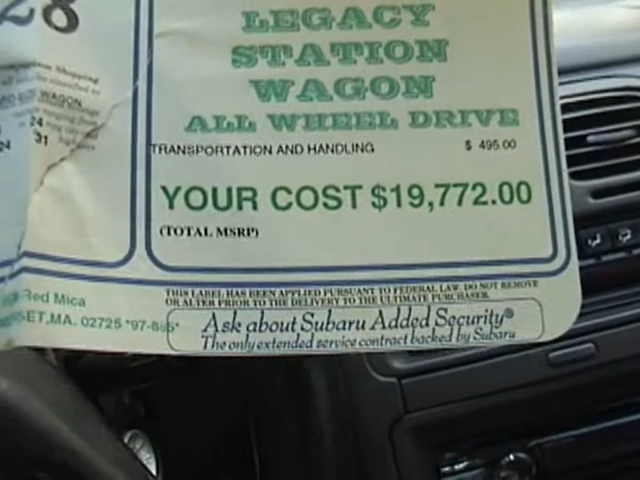 28
LEGACY
STATION
WAGON
ALL WHEEL DRIVE
TRANSPORTATION AND HANDLING $ 495.00
YOUR COST $19,772.00
(TOTAL MSRP)
Shopping
WAGON
24
31
24
Red Mica
MA. 02725
THIS LABEL HAS BEEN APPLIED PURSUANT TO FEDERAL LAW. DO NOT REMOVE
OR ALTER PRIOR TO THE DELIVERY TO THE ULTIMATE PURCHASER.
Ask about Subaru Added Security®
The only extended service contract backed by Subaru